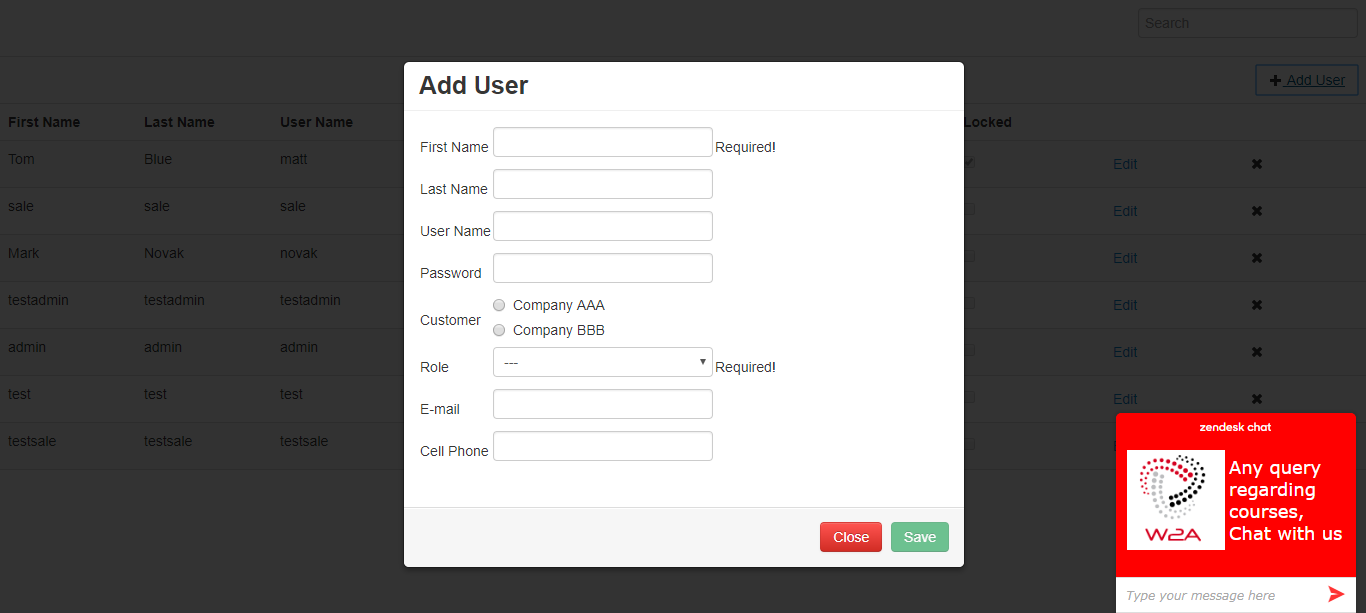 Search
Add User
Add User
First Name Last Name User Name Locked
First Name Required!
Tom Blue matt Edit
Last Name
sale sale sale Edit
User Name
Mark Novak novak Edit
Password
testadmin testadmin testadmin Edit
Customer
Company AAA
Company BBB
admin admin admin Edit
Role --- Required!
test test test Edit
E-mail
testsale testsale testsale
Cell Phone
Close Save
zendesk chat
W2A
Any query
regarding
courses,
Chat with us
Type your message here